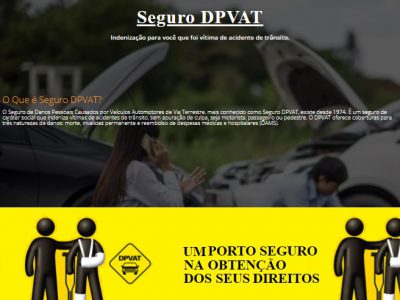 Seguro DPVAT
Indenização para você que foi vítima de acidente de trânsito.
O Que é Seguro DPVAT?
O Seguro de Danos Pessoais Causados por Veículos Automotores de Via Terrestre, mais conhecido como Seguro DPVAT, existe desde 1974. É um seguro de
caráter social que indeniza vítimas de acidentes de trânsito, sem apuração de culpa, seja motorista, passageiro ou pedestre. O DPVAT oferece coberturas para
três naturezas de danos: morte, invalidez permanente e reembolso de despesas médicas e hospitalares (DAMS).
DPVAT
UM PORTO SEGURO
NA OBTENÇÃO
DOS SEUS DIREITOS